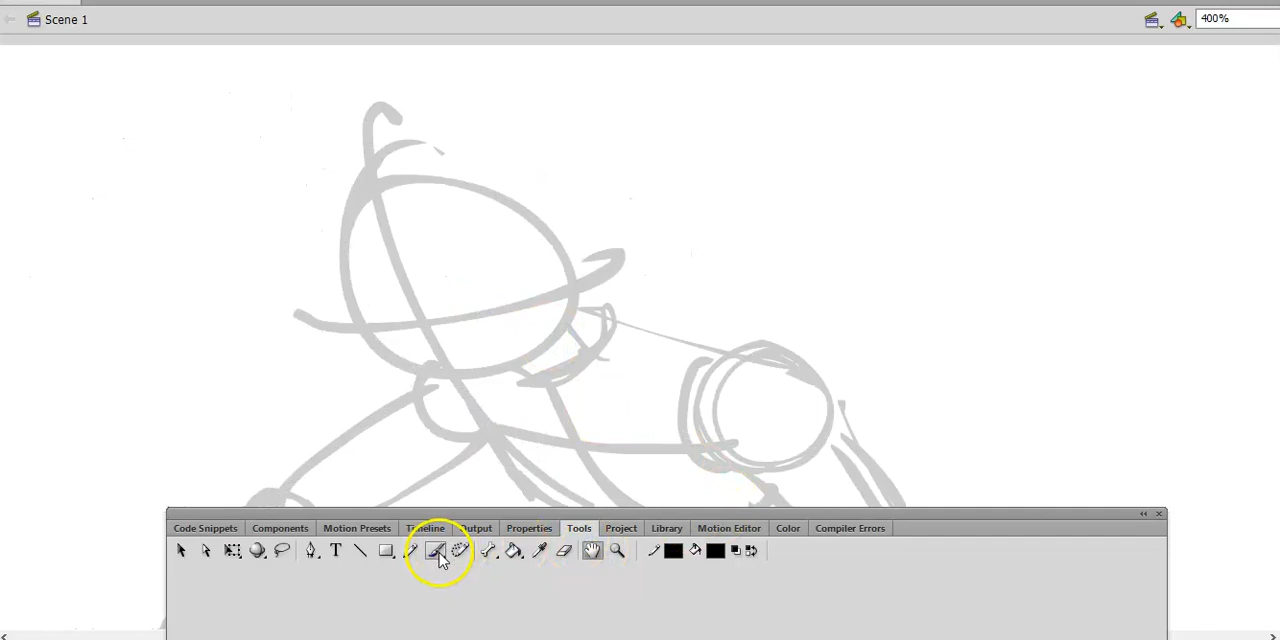 Scene 1
400%
Code Snippets Components Motion Presets Timeline Output Properties Tools Project Library Motion Editor Color Compiler Errors
T